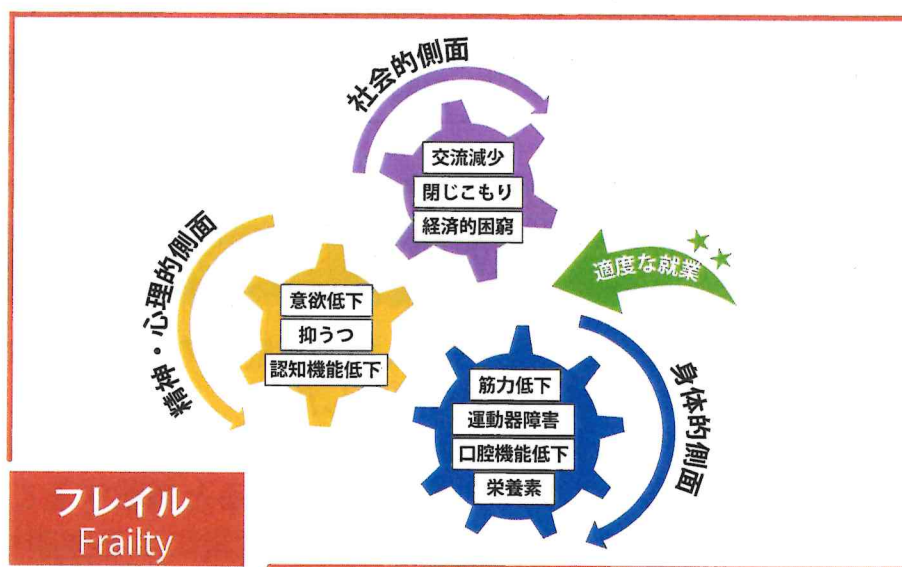 社会的側面
交流減少
閉じこもり
経済的困窮
適度な就業
精神・心理的側面
意欲低下
抑うつ
認知機能低下
身体的側面
筋力低下
運動器障害
口腔機能低下
栄養素
フレイル
Frailty